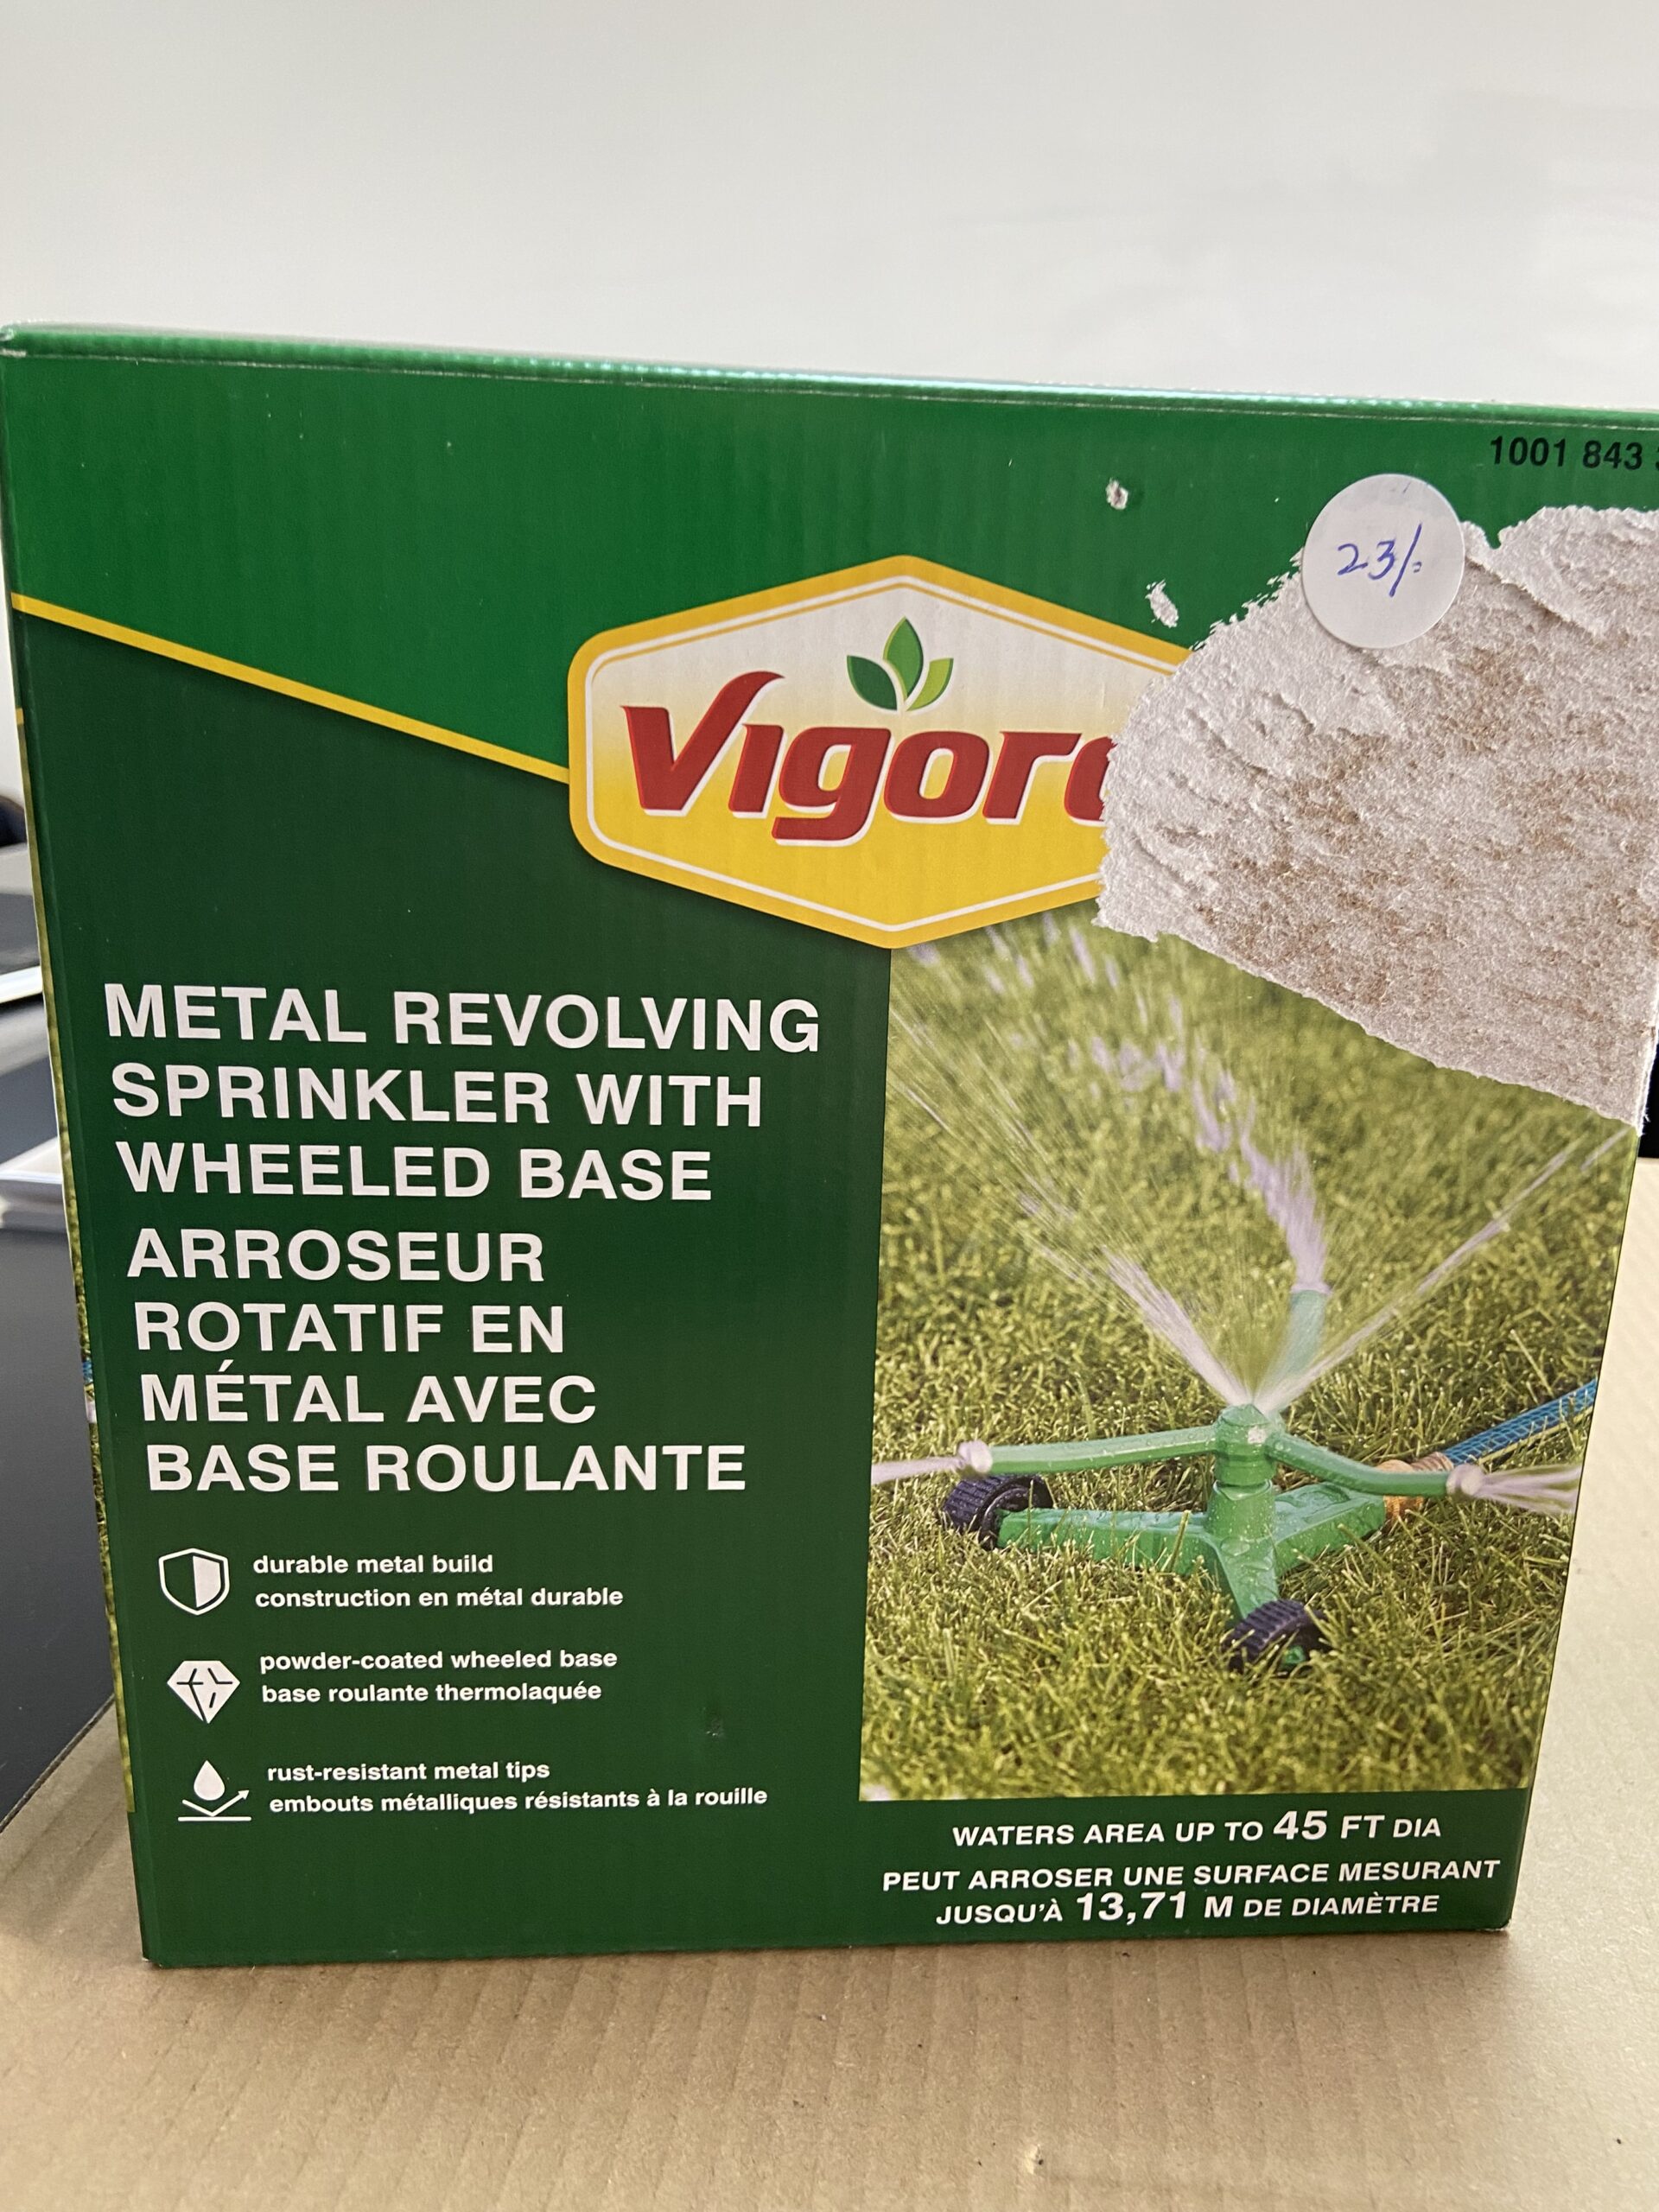 1001 843
23/=
METAL REVOLVING
SPRINKLER WITH
WHEELED BASE
ARROSEUR
ROTATIF EN
MÉTAL AVEC
BASE ROULANTE
durable metal build
construction en métal durable
powder-coated wheeled base
base roulante thermolaquée
rust-resistant metal tips
embouts métalliques résistants à la rouille
WATERS AREA UP TO 45 FT DIA
PEUT ARROSER UNE SURFACE MESURANT
JUSQU'À 13,71 M DE DIAMÈTRE